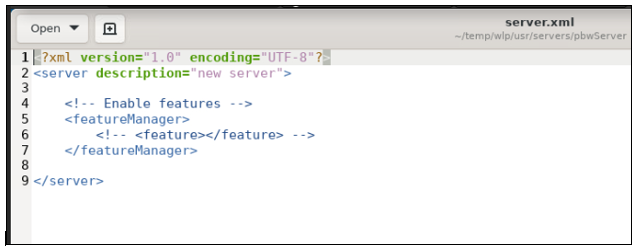 Open
server.xml
~/temp/wlp/usr/servers/pbwServer
1 <?xml version="1.0" encoding="UTF-8"?>
2 <server description="new server">
3
4     <!-- Enable features -->
5     <featureManager>
6         <!-- <feature></feature> -->
7     </featureManager>
8
9 </server>